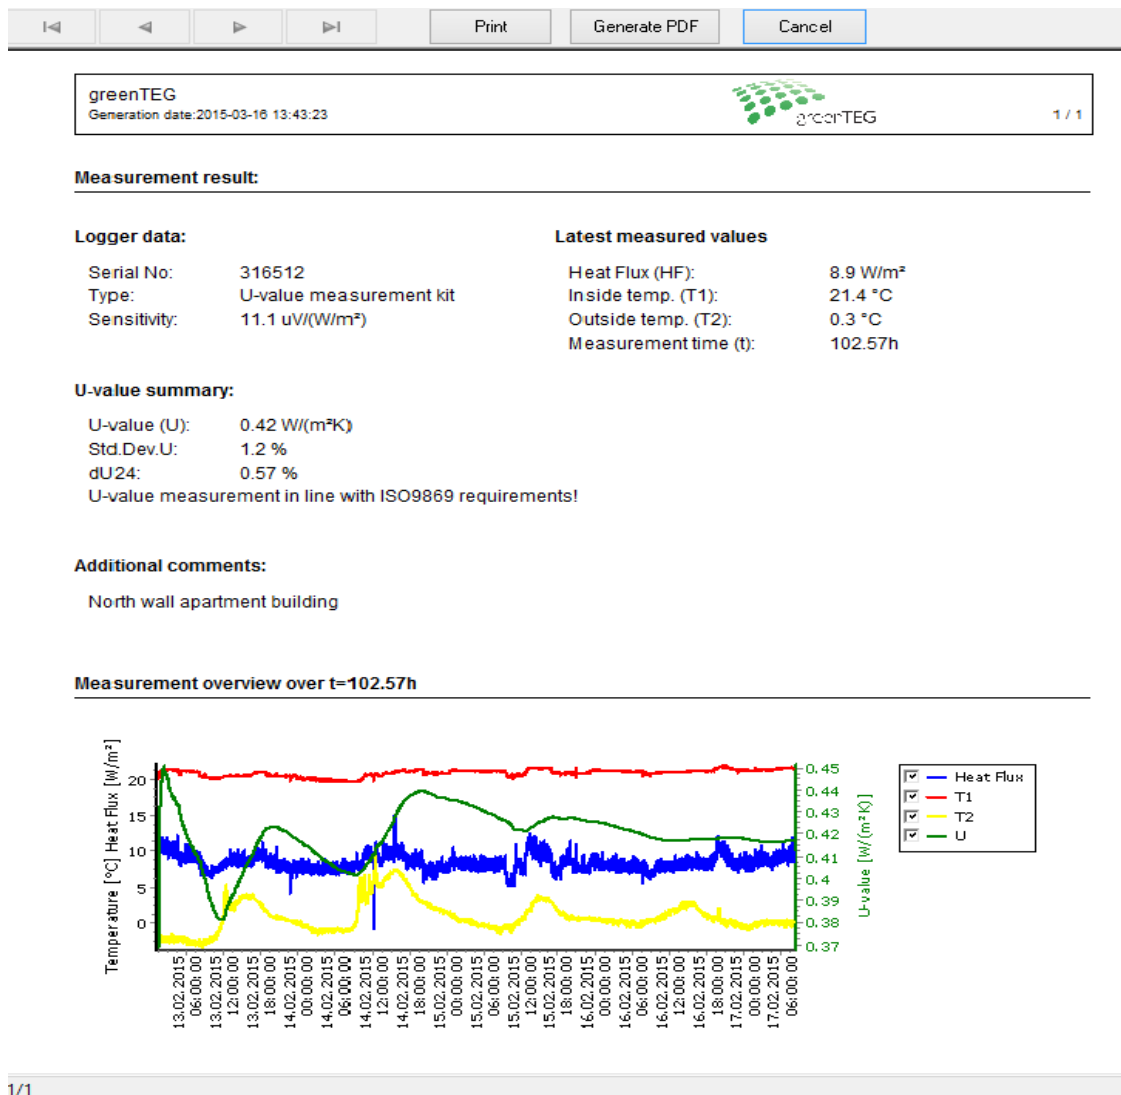 Print Generate PDF Cancel
greenTEG
Generation date:2015-03-16 13:43:23
greenTEG
1 / 1
Measurement result:
Logger data:
Serial No: 316512
Type: U-value measurement kit
Sensitivity: 11.1 uV/(W/m²)
Latest measured values
Heat Flux (HF): 8.9 W/m²
Inside temp. (T1): 21.4 °C
Outside temp. (T2): 0.3 °C
Measurement time (t): 102.57h
U-value summary:
U-value (U): 0.42 W/(m²K)
Std.Dev.U: 1.2 %
dU24: 0.57 %
U-value measurement in line with ISO9869 requirements!
Additional comments:
North wall apartment building
Measurement overview over t=102.57h
Temperature [°C] Heat Flux [W/m²]
20
15
10
5
0
0.45
0.44
0.43
0.42
0.41
0.4
0.39
0.38
0.37
U-value [W/(m²K)]
Heat Flux
T1
T2
U
13.02.2015
06:00:00
13.02.2015
12:00:00
13.02.2015
18:00:00
14.02.2015
00:00:00
14.02.2015
06:00:00
14.02.2015
12:00:00
14.02.2015
18:00:00
15.02.2015
00:00:00
15.02.2015
06:00:00
15.02.2015
12:00:00
15.02.2015
18:00:00
16.02.2015
00:00:00
16.02.2015
06:00:00
16.02.2015
12:00:00
16.02.2015
18:00:00
17.02.2015
00:00:00
17.02.2015
06:00:00
1/1